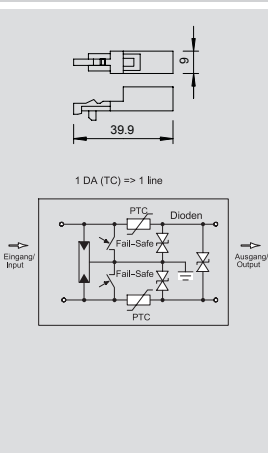 9
39.9
1 DA (TC) => 1 line
PTC
Dioden
Fail-Safe
Eingang/
Input
Ausgang/
Output
Fail-Safe
PTC